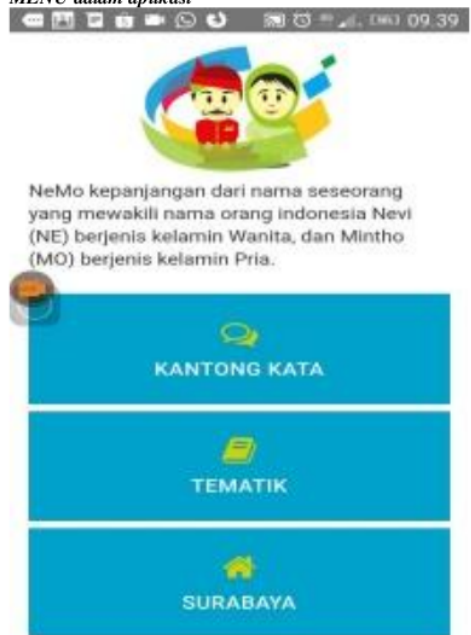 MENU dalam aplikasi
09.39
NeMo kepanjangan dari nama seseorang
yang mewakili nama orang indonesia Nevi
(NE) berjenis kelamin Wanita, dan Mintho
(MO) berjenis kelamin Pria.
KANTONG KATA
TEMATIK
SURABAYA